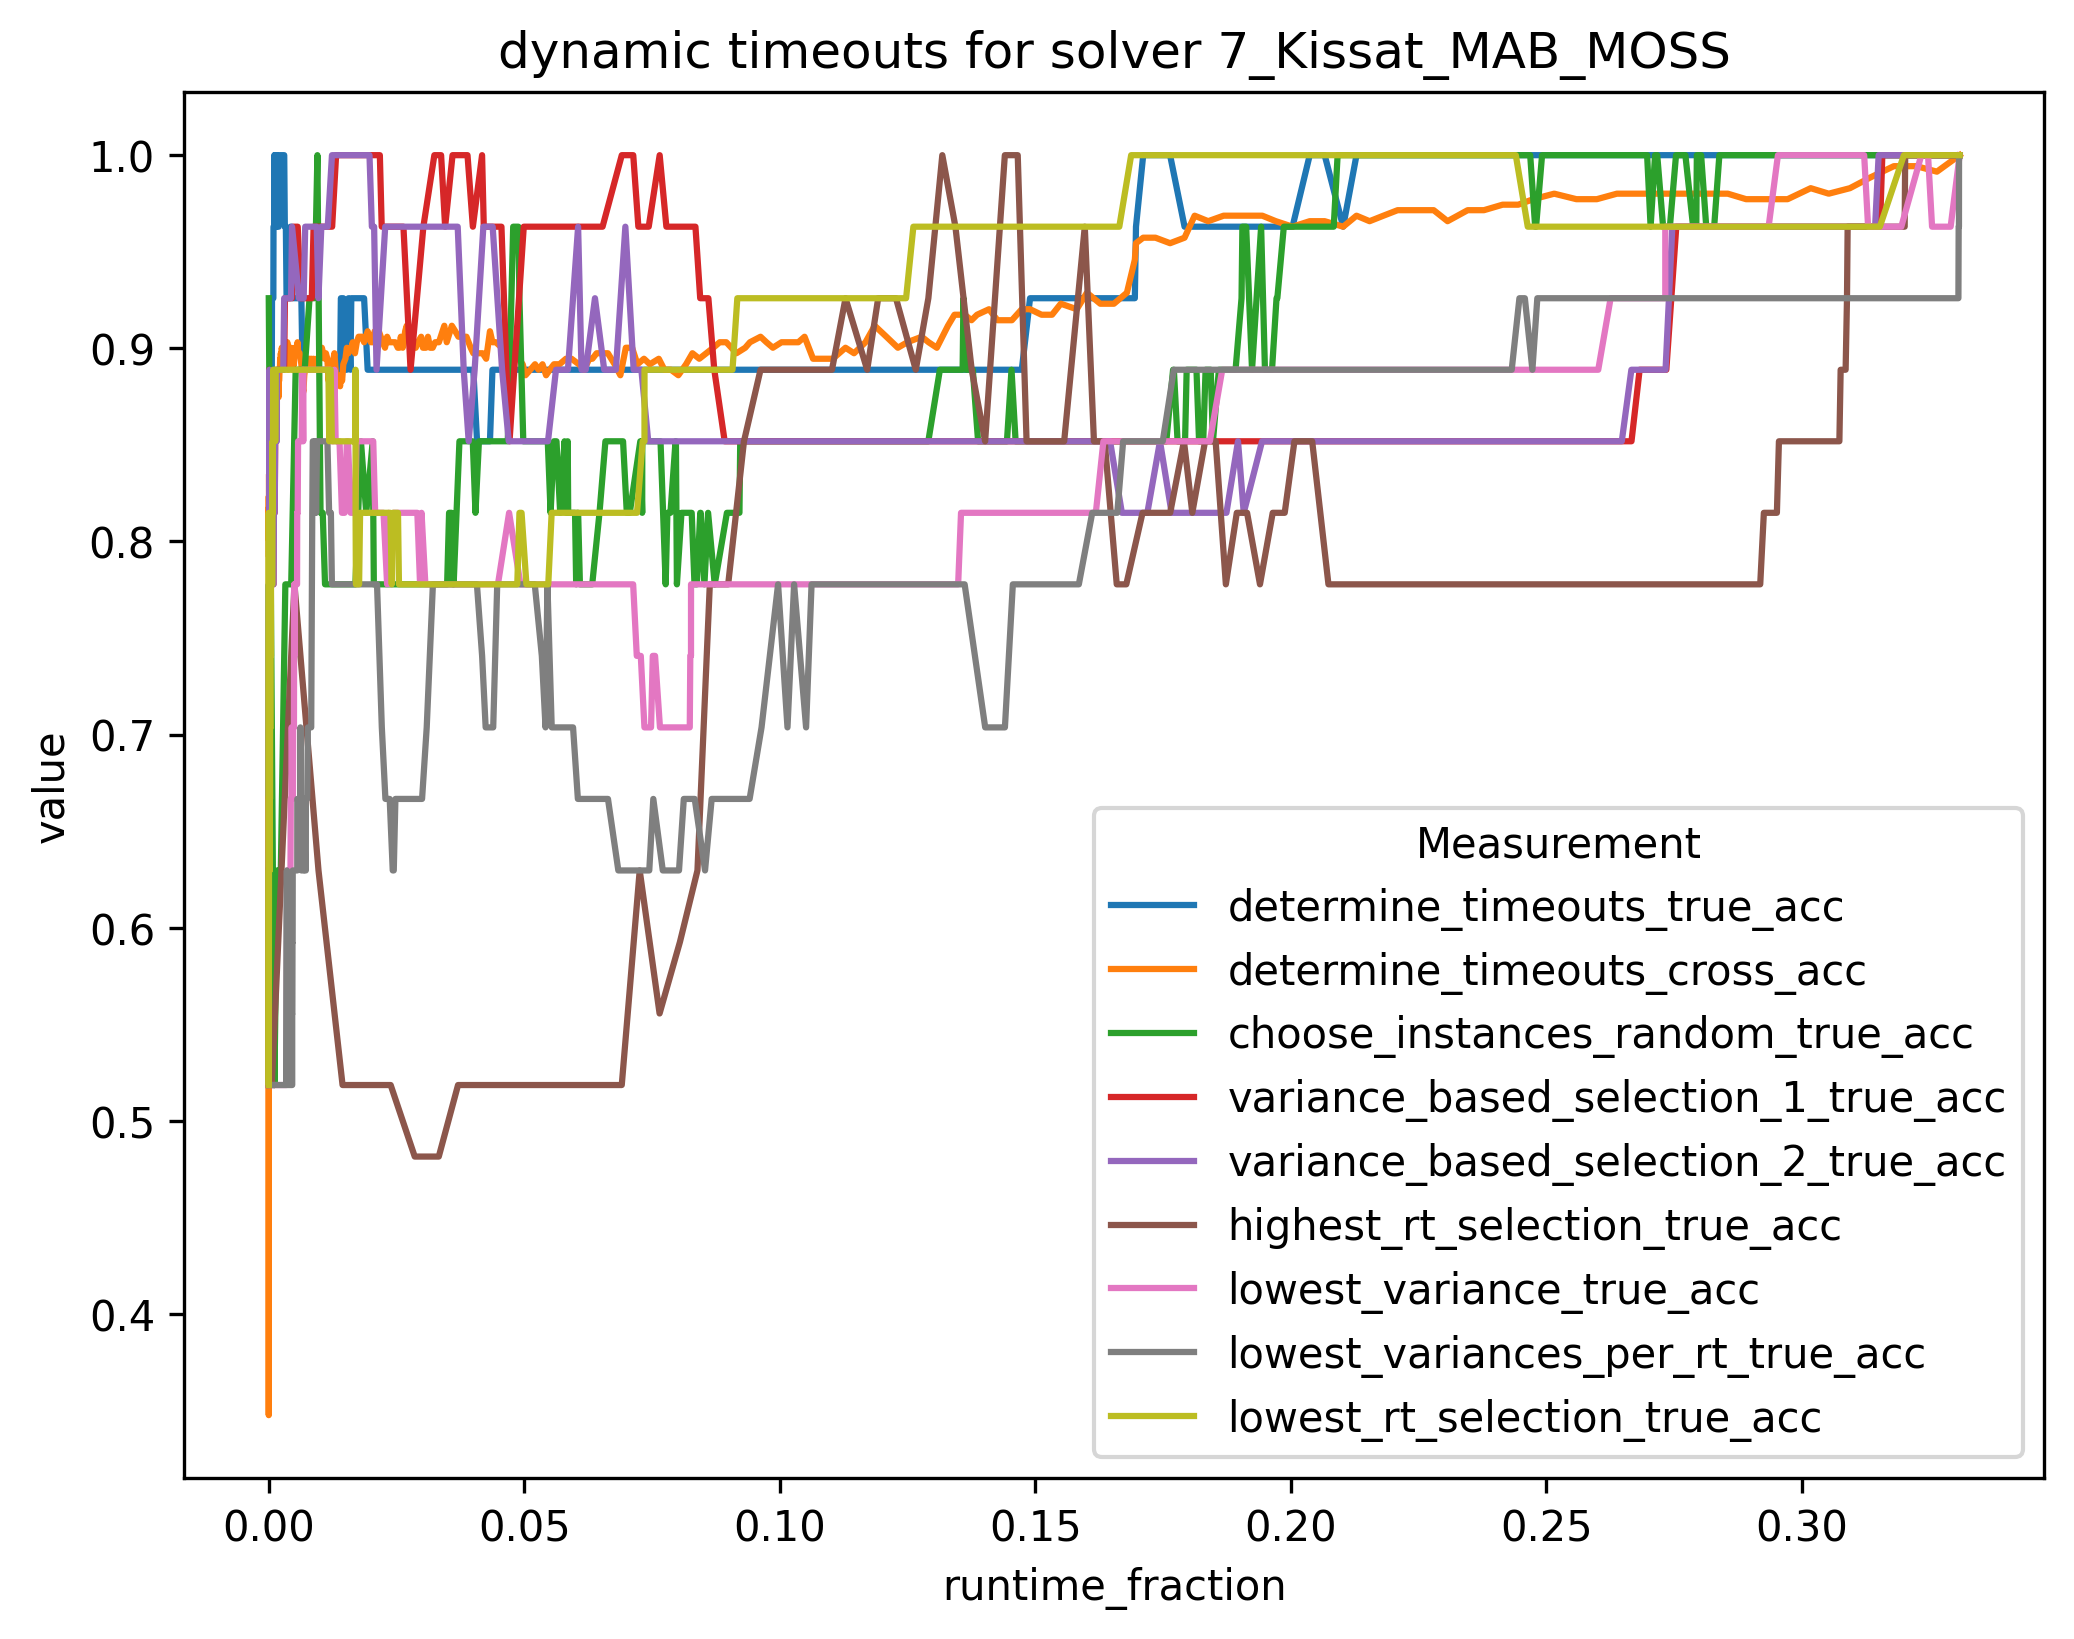 dynamic timeouts for solver 7_Kissat_MAB_MOSS
1.0
0.9
0.8
0.7
0.6
0.5
0.4
value
0.00 0.05 0.10 0.15 0.20 0.25 0.30
runtime_fraction
Measurement
determine_timeouts_true_acc
determine_timeouts_cross_acc
choose_instances_random_true_acc
variance_based_selection_1_true_acc
variance_based_selection_2_true_acc
highest_rt_selection_true_acc
lowest_variance_true_acc
lowest_variances_per_rt_true_acc
lowest_rt_selection_true_acc